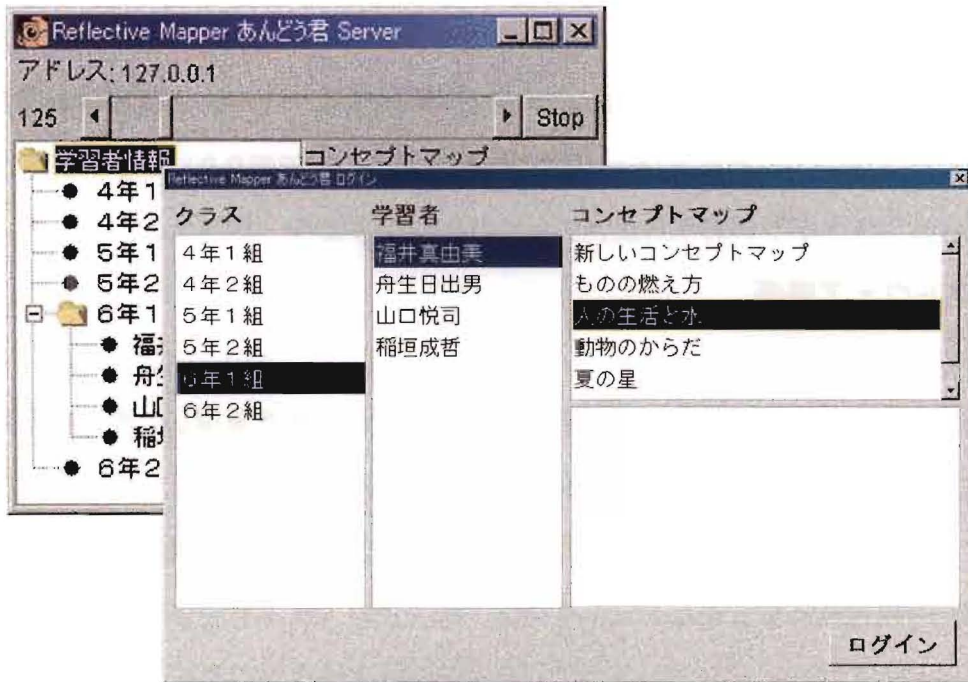 Reflective Mapper あんどう君 Server
アドレス: 127.0.0.1
125
Stop
学習者情報
コンセプトマップ
4年1
4年2
5年1
5年2
6年1
福
舟
山口
稲
6年2
Reflective Mapper あんどう君 ログイン
クラス
4年1組
4年2組
5年1組
5年2組
6年1組
6年2組
学習者
福井真由美
舟生日出男
山口悦司
稲垣成哲
コンセプトマップ
新しいコンセプトマップ
ものの燃え方
人の生活と水
動物のからだ
夏の星
ログイン